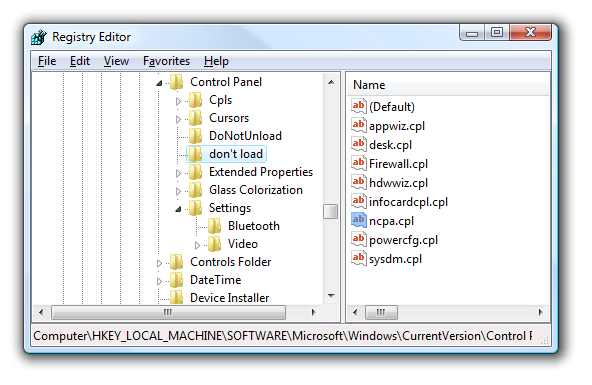 Registry Editor
File Edit View Favorites Help
Control Panel
Cpls
Cursors
DoNotUnload
don't load
Extended Properties
Glass Colorization
Settings
Bluetooth
Video
Controls Folder
DateTime
Device Installer
Name
(Default)
appwiz.cpl
desk.cpl
Firewall.cpl
hdwwiz.cpl
infocardcpl.cpl
ncpa.cpl
powercfg.cpl
sysdm.cpl
Computer\HKEY_LOCAL_MACHINE\SOFTWARE\Microsoft\Windows\CurrentVersion\Control